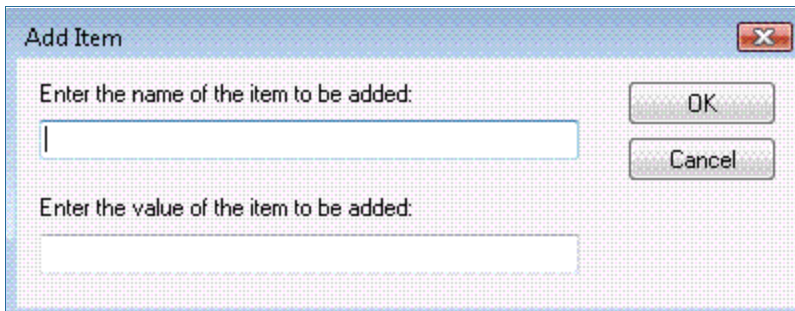 Add Item
Enter the name of the item to be added:
OK
Cancel
Enter the value of the item to be added: